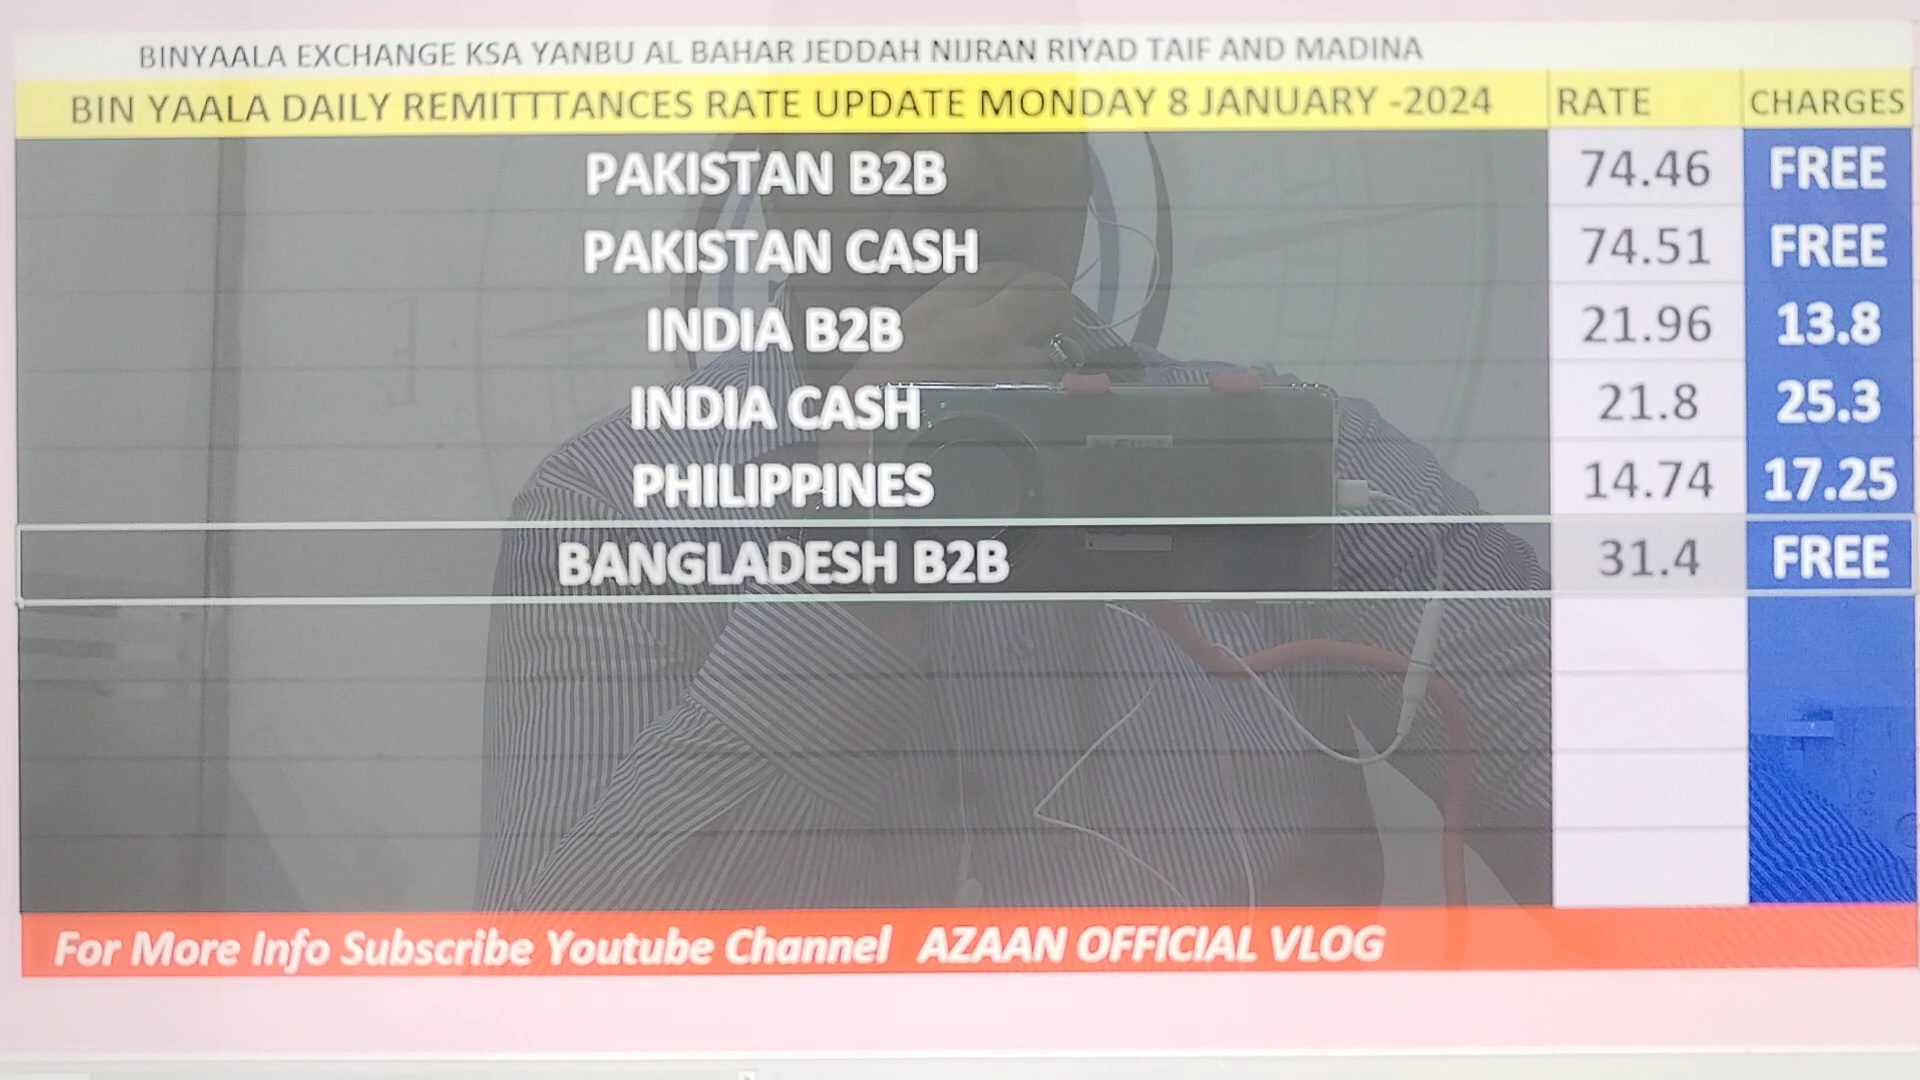 BINYAALA EXCHANGE KSA YANBU AL BAHAR JEDDAH NIJRAN RIYAD TAIF AND MADINA
BIN YAALA DAILY REMITTTANCES RATE UPDATE MONDAY 8 JANUARY -2024 RATE CHARGES
PAKISTAN B2B 74.46 FREE
PAKISTAN CASH 74.51 FREE
INDIA B2B 21.96 13.8
INDIA CASH 21.8 25.3
PHILIPPINES 14.74 17.25
BANGLADESH B2B 31.4 FREE
For More Info Subscribe Youtube Channel AZAAN OFFICIAL VLOG